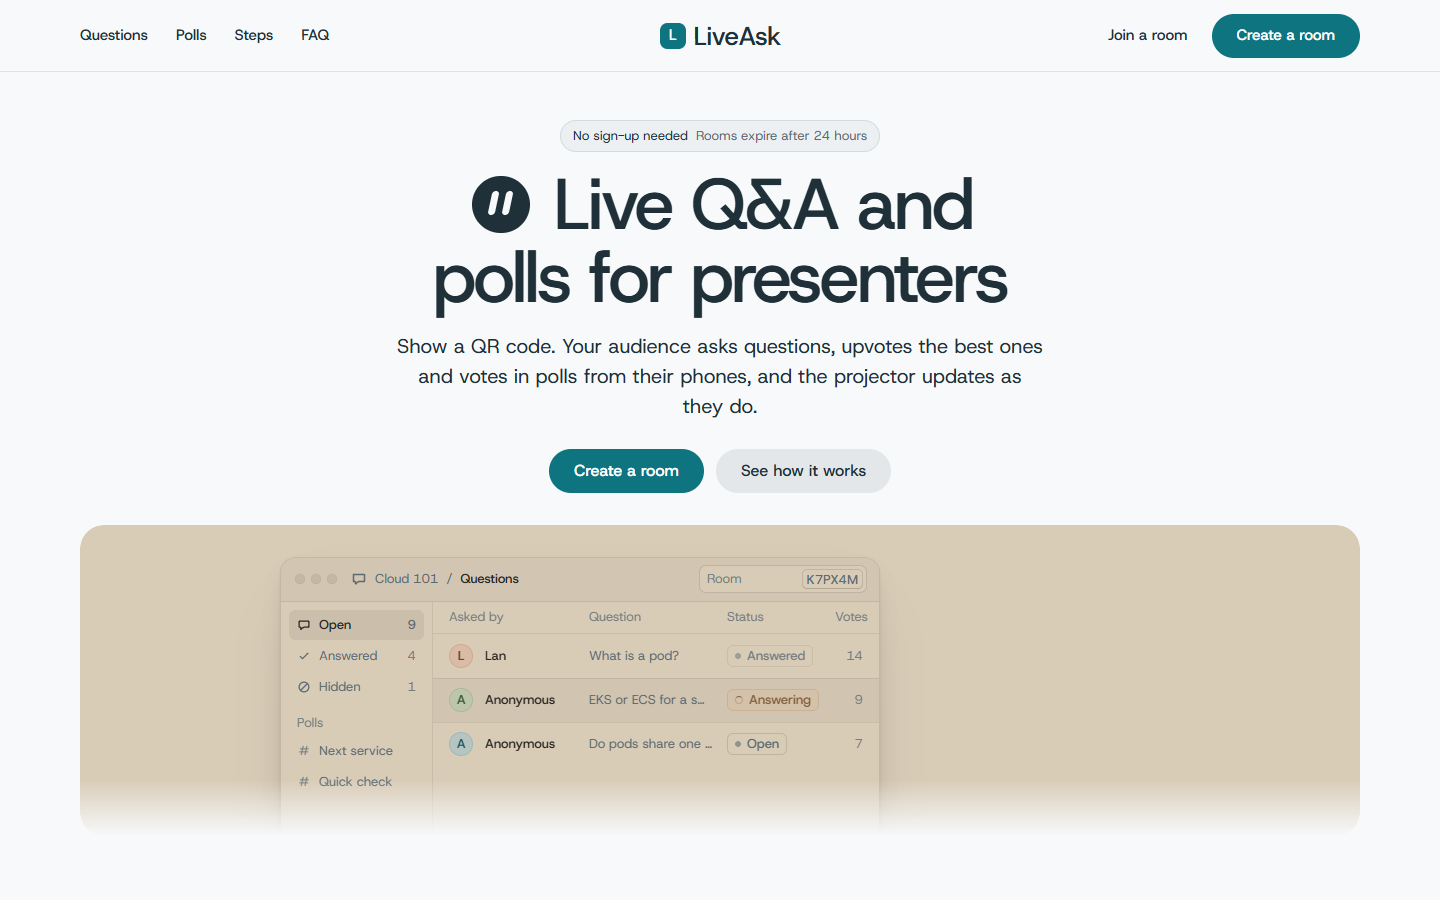 Questions Polls Steps FAQ
L LiveAsk
Join a room Create a room
No sign-up needed Rooms expire after 24 hours
Live Q&A and
polls for presenters
Show a QR code. Your audience asks questions, upvotes the best ones
and votes in polls from their phones, and the projector updates as
they do.
Create a room See how it works
Cloud 101 / Questions Room K7PX4M
Open 9
Answered 4
Hidden 1
Polls
# Next service
# Quick check
Asked by Question Status Votes
L Lan What is a pod? Answered 14
A Anonymous EKS or ECS for a s... Answering 9
A Anonymous Do pods share one ... Open 7